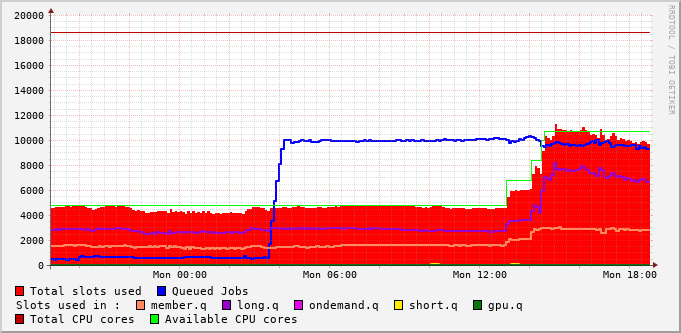 20000
18000
16000
14000
12000
10000
8000
6000
4000
2000
0
Mon 00:00 Mon 06:00 Mon 12:00 Mon 18:00
RRDTOOL / TOBI OETIKER
Total slots used Queued Jobs
Slots used in : member.q long.q ondemand.q short.q gpu.q
Total CPU cores Available CPU cores